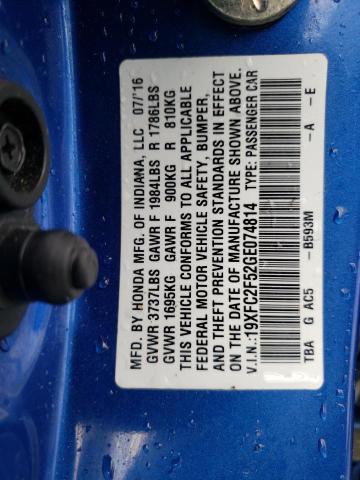 MFD. BY HONDA MFG. OF INDIANA, LLC 07/16
GVWR 3737LBS GAWR F 1984LBS R 1786LBS
GVWR 1695KG GAWR F 900KG R 810KG
THIS VEHICLE CONFORMS TO ALL APPLICABLE
FEDERAL MOTOR VEHICLE SAFETY, BUMPER,
AND THEFT PREVENTION STANDARDS IN EFFECT
ON THE DATE OF MANUFACTURE SHOWN ABOVE.
V.I.N.:19XFC2F52GE074814 TYPE: PASSENGER CAR
TBA G AC5 -B593M -A -E